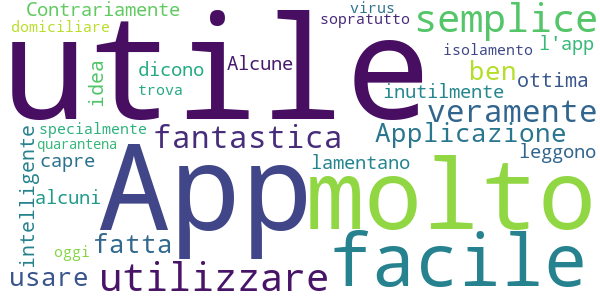 Contrariamente
virus
sopratutto
semplice
domiciliare
utile
isolamento
l'app
idea
dicono
Alcune
ben
ottima
trova
inutilmente
veramente
specialmente
fantastica
Applicazione
quarantena
intelligente
capre
App
lamentano
leggono
molto
alcuni
fatta
facile
oggi
usare
utilizzare